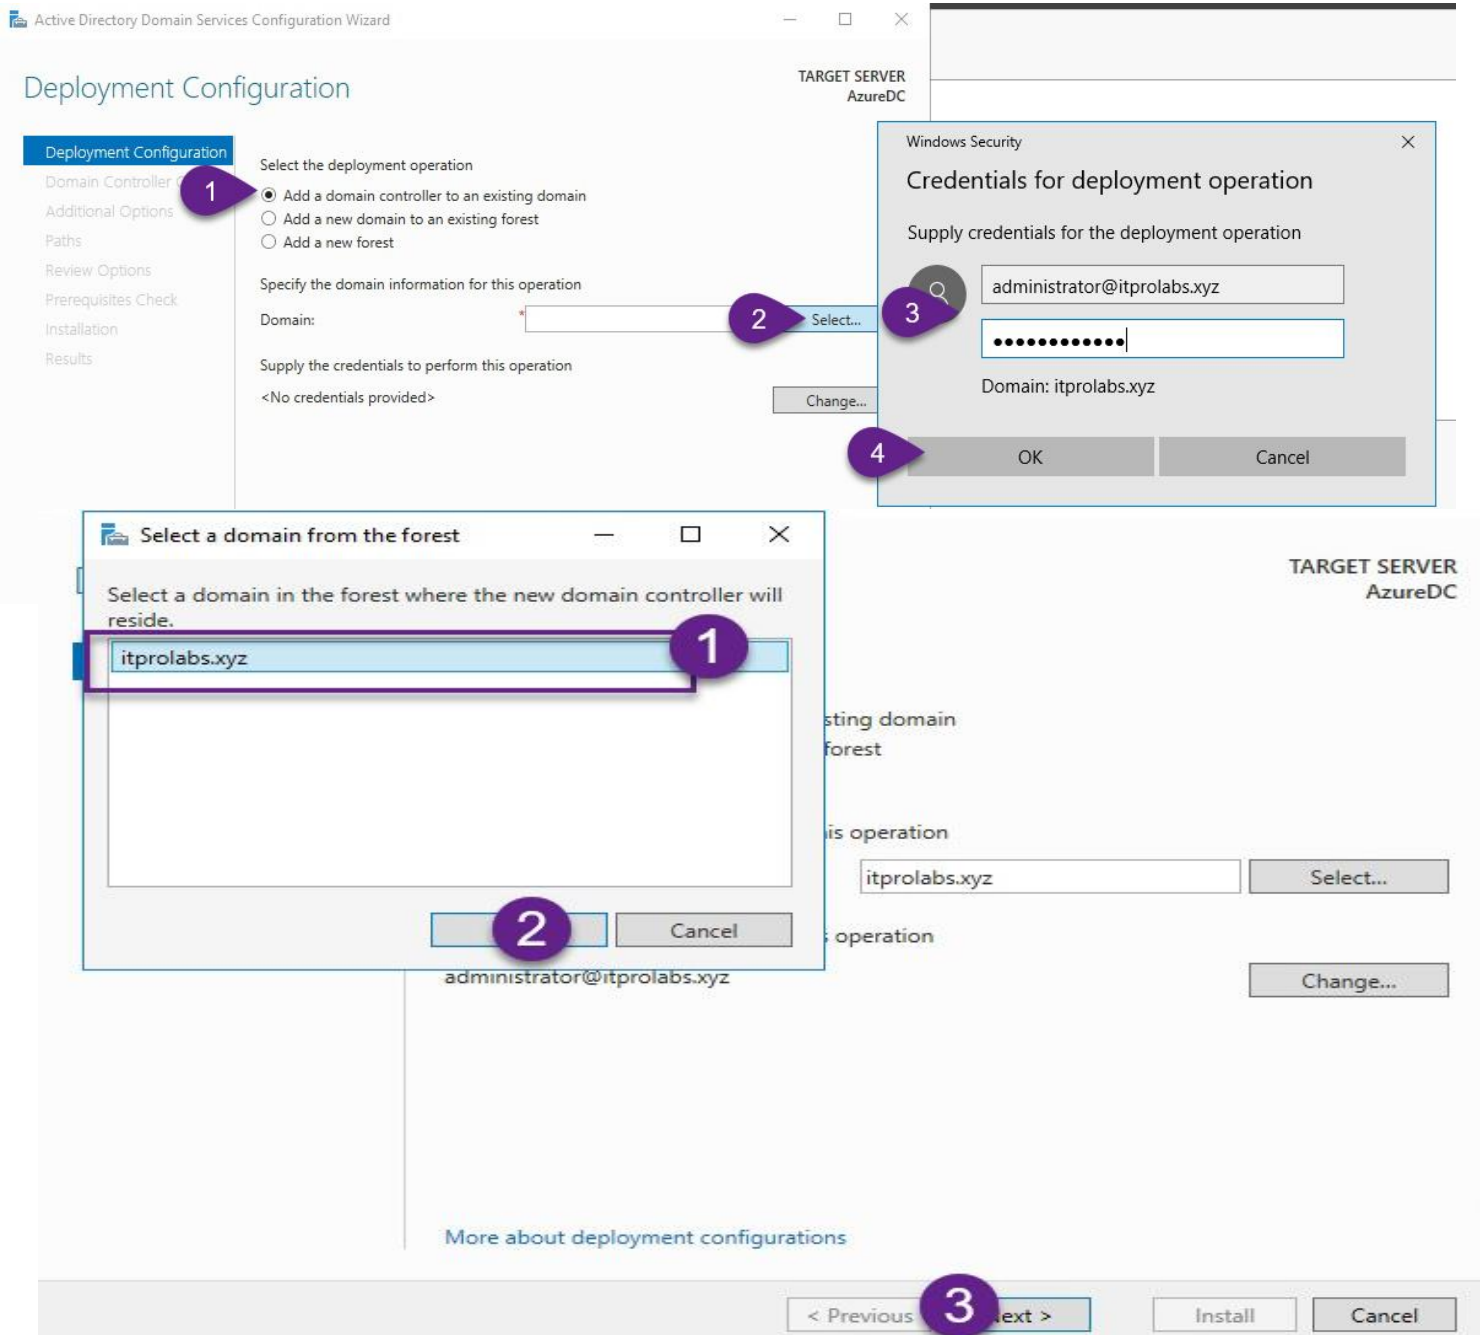 Active Directory Domain Services Configuration Wizard
Deployment Configuration
TARGET SERVER
AzureDC
Deployment Configuration
Domain Controller
Additional Options
Paths
Review Options
Prerequisites Check
Installation
Results
Select the deployment operation
1
Add a domain controller to an existing domain
Add a new domain to an existing forest
Add a new forest
Specify the domain information for this operation
Domain:
*
2
Select...
Supply the credentials to perform this operation
<No credentials provided>
Change...
Windows Security
Credentials for deployment operation
Supply credentials for the deployment operation
administrator@itprolabs.xyz
3
●●●●●●●●●●●●
Domain: itprolabs.xyz
4
OK
Cancel
Select a domain from the forest
Select a domain in the forest where the new domain controller will
reside.
1
itprolabs.xyz
2
Cancel
TARGET SERVER
AzureDC
sting domain
forest
is operation
itprolabs.xyz
Select...
operation
administrator@itprolabs.xyz
Change...
More about deployment configurations
< Previous
3
ext >
Install
Cancel